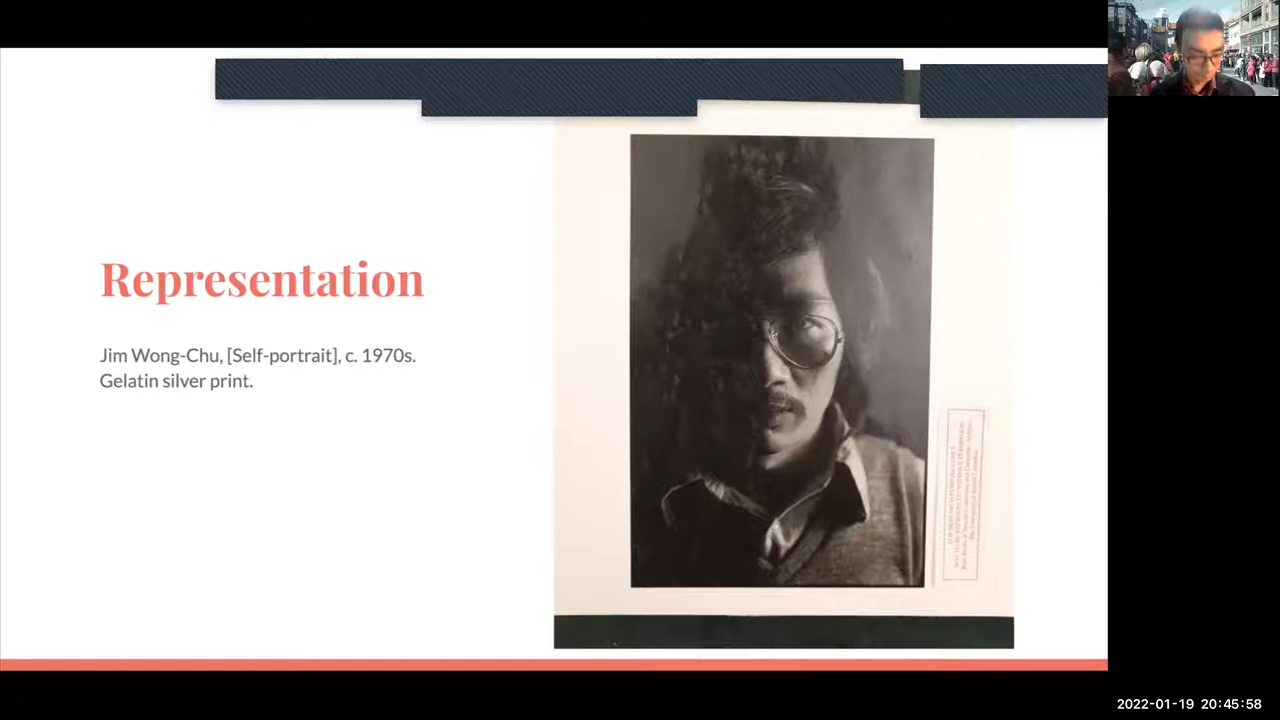 Representation
Jim Wong-Chu, [Self-portrait], c. 1970s.
Gelatin silver print.
2022-01-19 20:45:58